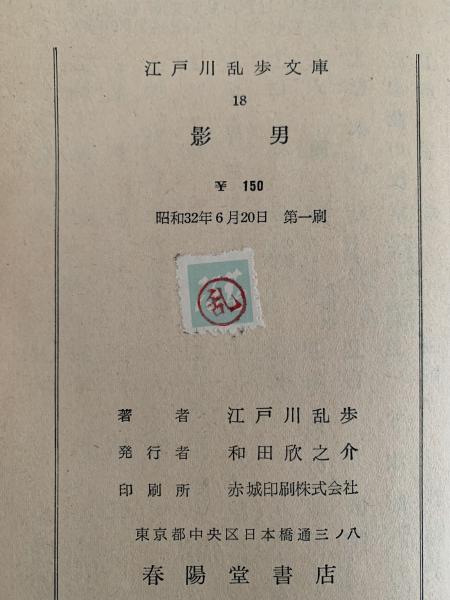 江戸川乱歩文庫
18
影男
¥ 150
昭和32年6月20日 第一刷
乱
著者 江戸川乱歩
発行者 和田欣之介
印刷所 赤城印刷株式会社
東京都中央区日本橋通三ノ八
春陽堂書店